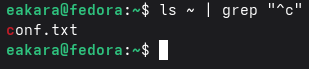 eakara@fedora:~$ ls ~ | grep "^c"
conf.txt
eakara@fedora:~$